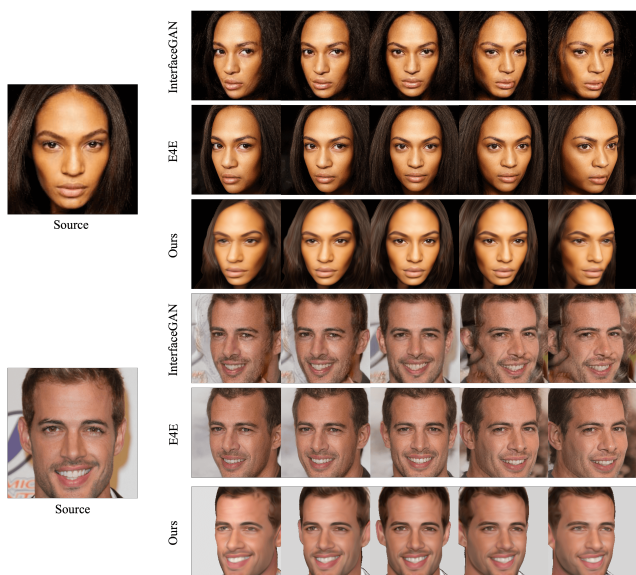 InterfaceGAN
E4E
Source
Ours
InterfaceGAN
E4E
Source
Ours